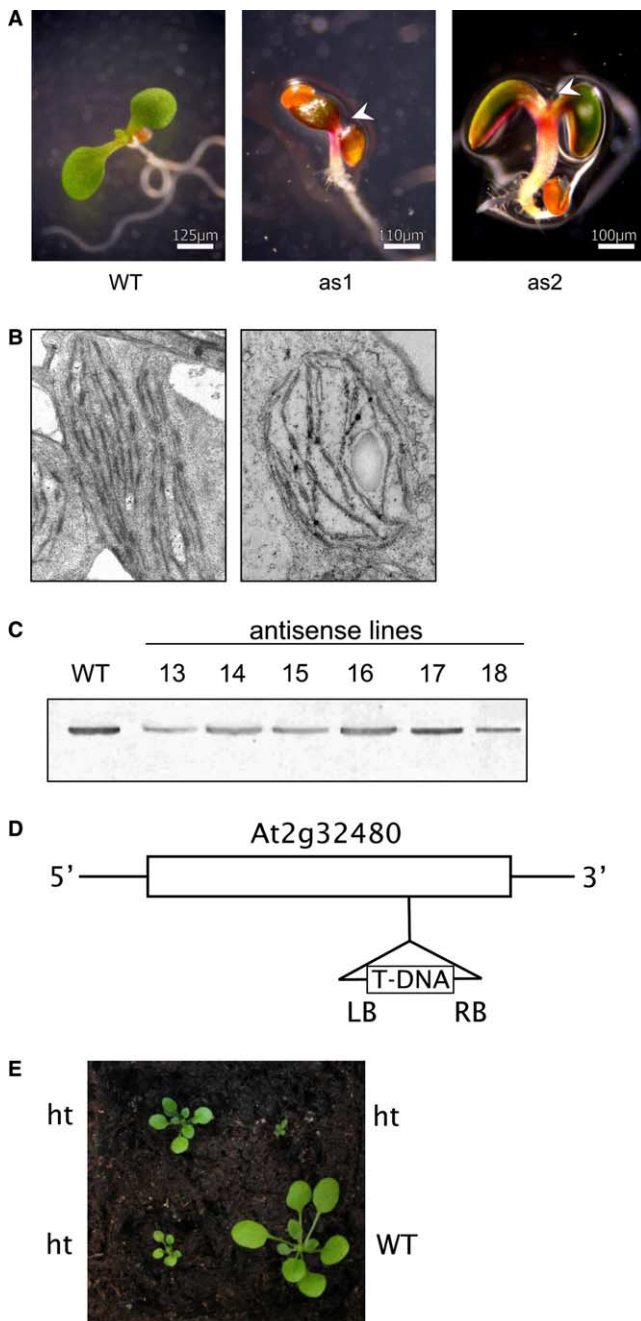 A
125µm
110µm
100µm
WT
as1
as2
B
C
antisense lines
WT 13 14 15 16 17 18
D
At2g32480
5’
3’
T-DNA
LB RB
E
ht
ht
ht
WT